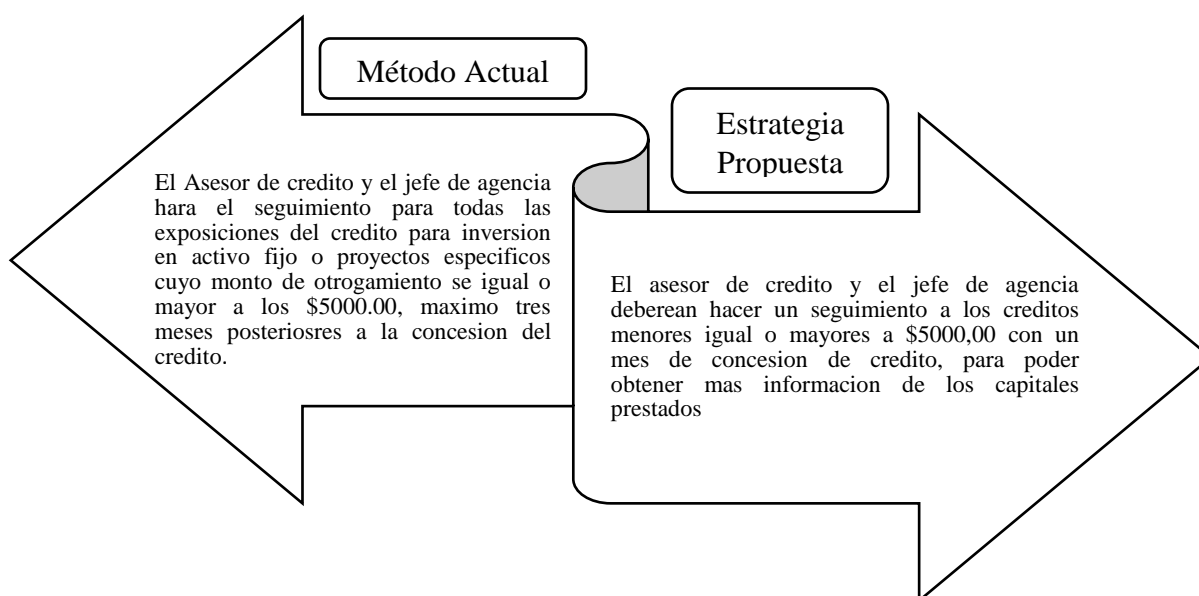 Método Actual
El Asesor de credito y el jefe de agencia
hara el seguimiento para todas las
exposiciones del credito para inversion
en activo fijo o proyectos especificos
cuyo monto de otrogamiento se igual o
mayor a los $5000.00, maximo tres
meses posteriosres a la concesion del
credito.
Estrategia
Propuesta
El asesor de credito y el jefe de agencia
deberean hacer un seguimiento a los creditos
menores igual o mayores a $5000,00 con un
mes de concesion de credito, para poder
obtener mas informacion de los capitales
prestados